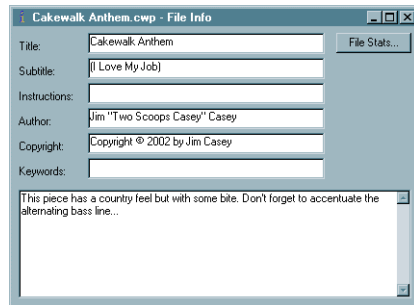 Cakewalk Anthem.cwp - File Info
Title: Cakewalk Anthem File Stats...
Subtitle: (I Love My Job)
Instructions:
Author: Jim "Two Scoops Casey" Casey
Copyright: Copyright © 2002 by Jim Casey
Keywords:
This piece has a country feel but with some bite. Don't forget to accentuate the
alternating bass line...